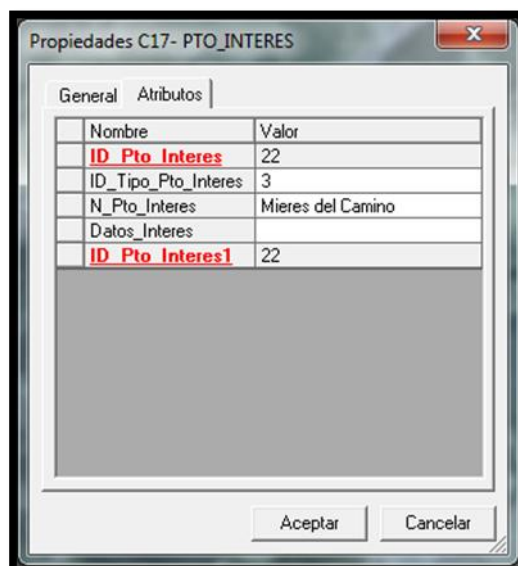 Propiedades C17- PTO_INTERES
General Atributos
Nombre Valor
ID_Pto_Interes 22
ID_Tipo_Pto_Interes 3
N_Pto_Interes Mieres del Camino
Datos_Interes
ID_Pto_Interes1 22
Aceptar Cancelar